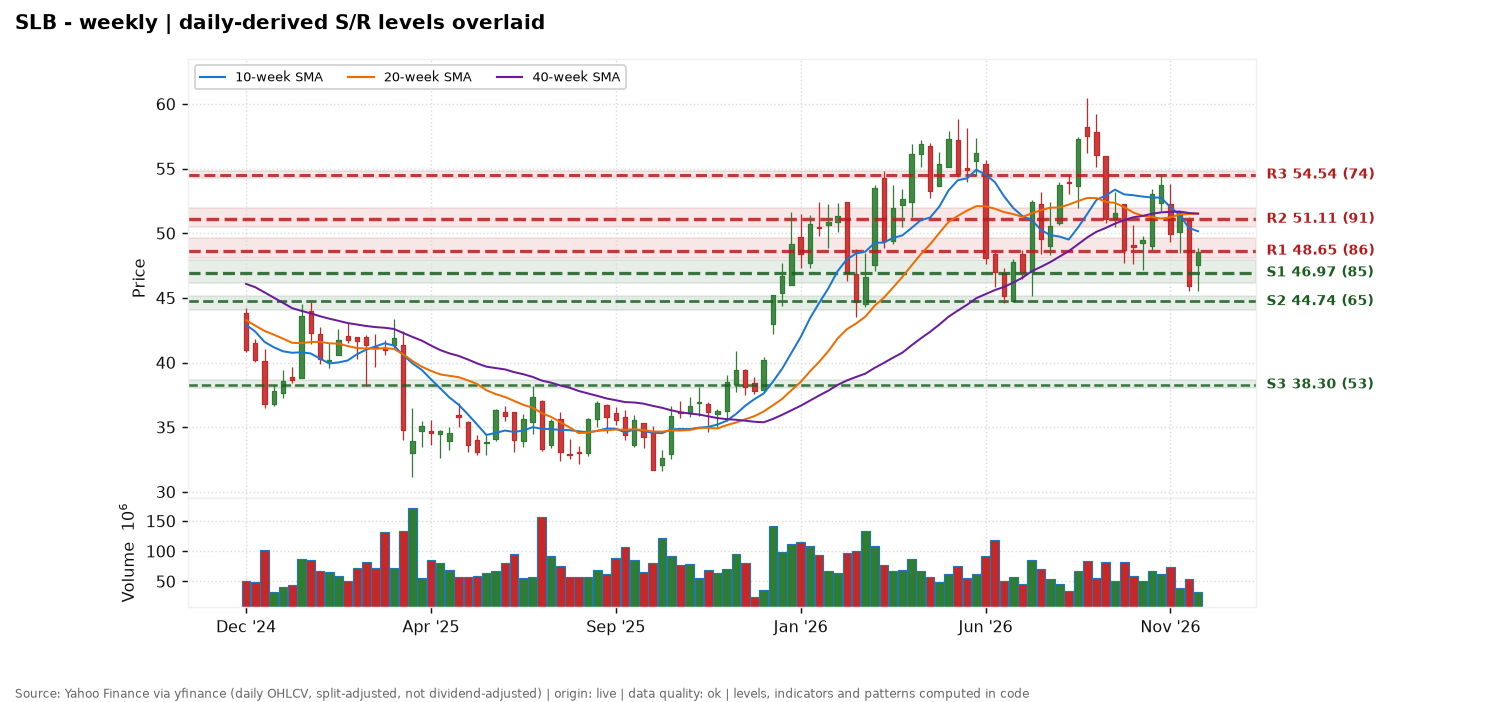 SLB - weekly | daily-derived S/R levels overlaid
10-week SMA
20-week SMA
40-week SMA
Price
60
55
50
45
40
35
30
R3 54.54 (74)
R2 51.11 (91)
R1 48.65 (86)
S1 46.97 (85)
S2 44.74 (65)
S3 38.30 (53)
Volume 10^6
150
100
50
Dec '24
Apr '25
Sep '25
Jan '26
Jun '26
Nov '26
Source: Yahoo Finance via yfinance (daily OHLCV, split-adjusted, not dividend-adjusted) | origin: live | data quality: ok | levels, indicators and patterns computed in code